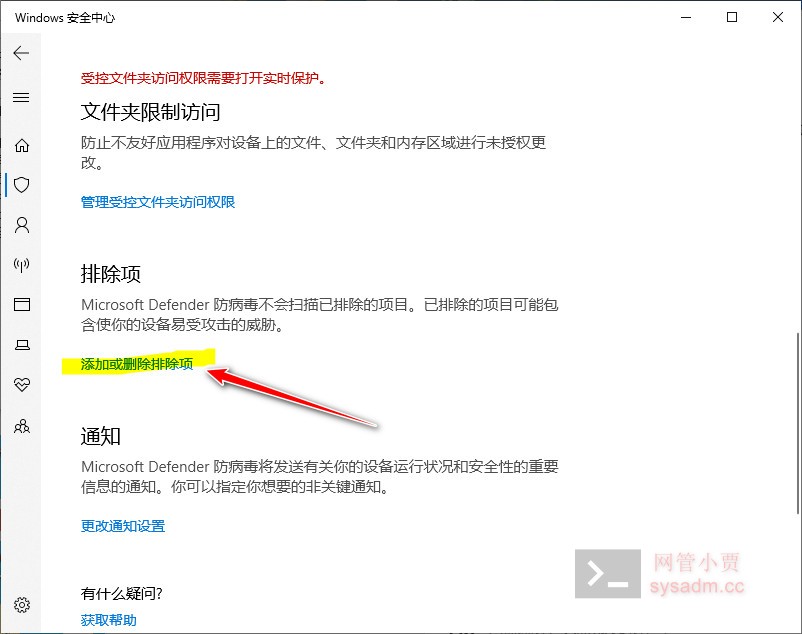 Windows 安全中心
受控文件夹访问权限需要打开实时保护。
文件夹限制访问
防止不友好应用程序对设备上的文件、文件夹和内存区域进行未授权更
改。
管理受控文件夹访问权限
排除项
Microsoft Defender 防病毒不会扫描已排除的项目。已排除的项目可能包
含使你的设备易受攻击的威胁。
添加或删除排除项
通知
Microsoft Defender 防病毒将发送有关你的设备运行状况和安全性的重要
信息的通知。你可以指定你想要的非关键通知。
更改通知设置
网管小贾
sysadm.cc
有什么疑问?
获取帮助